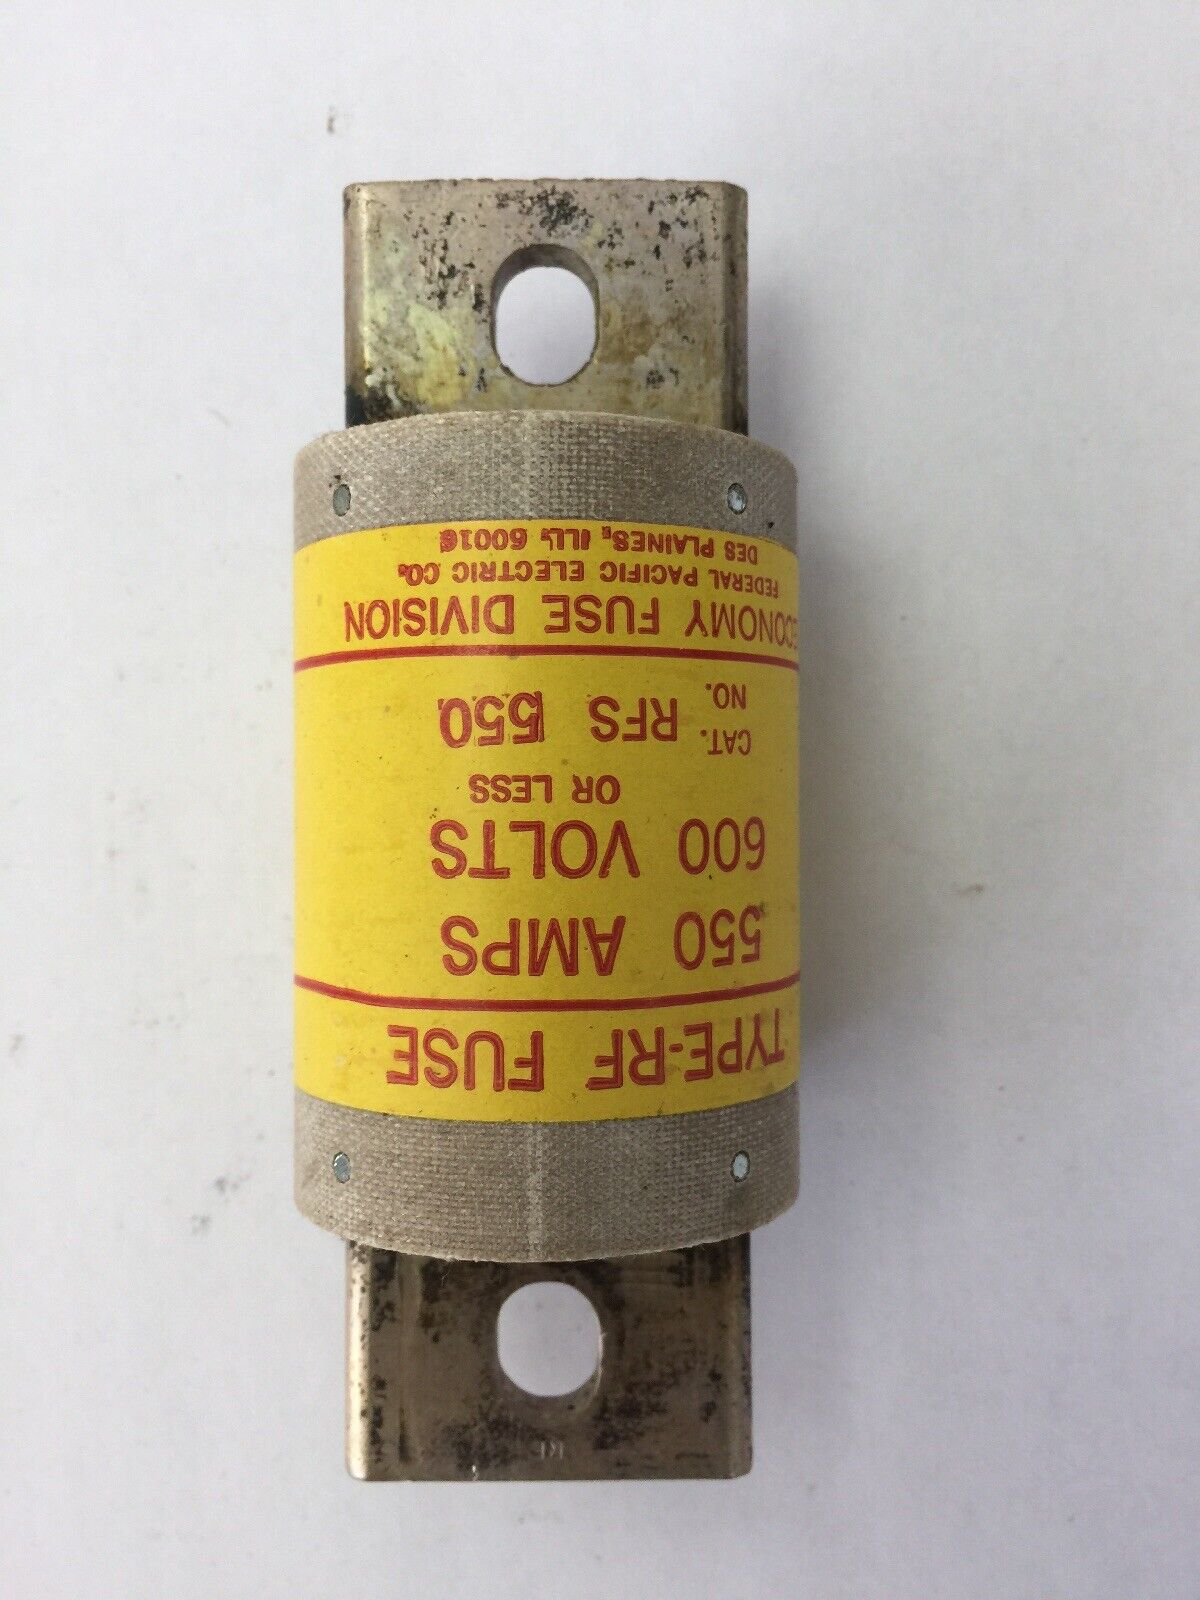 TYPE-RF FUSE
550 AMPS
600 VOLTS
OR LESS
CAT. NO. RFS 550
ECONOMY FUSE DIVISION
FEDERAL PACIFIC ELECTRIC CO.
DES PLAINES, ILL. 60016